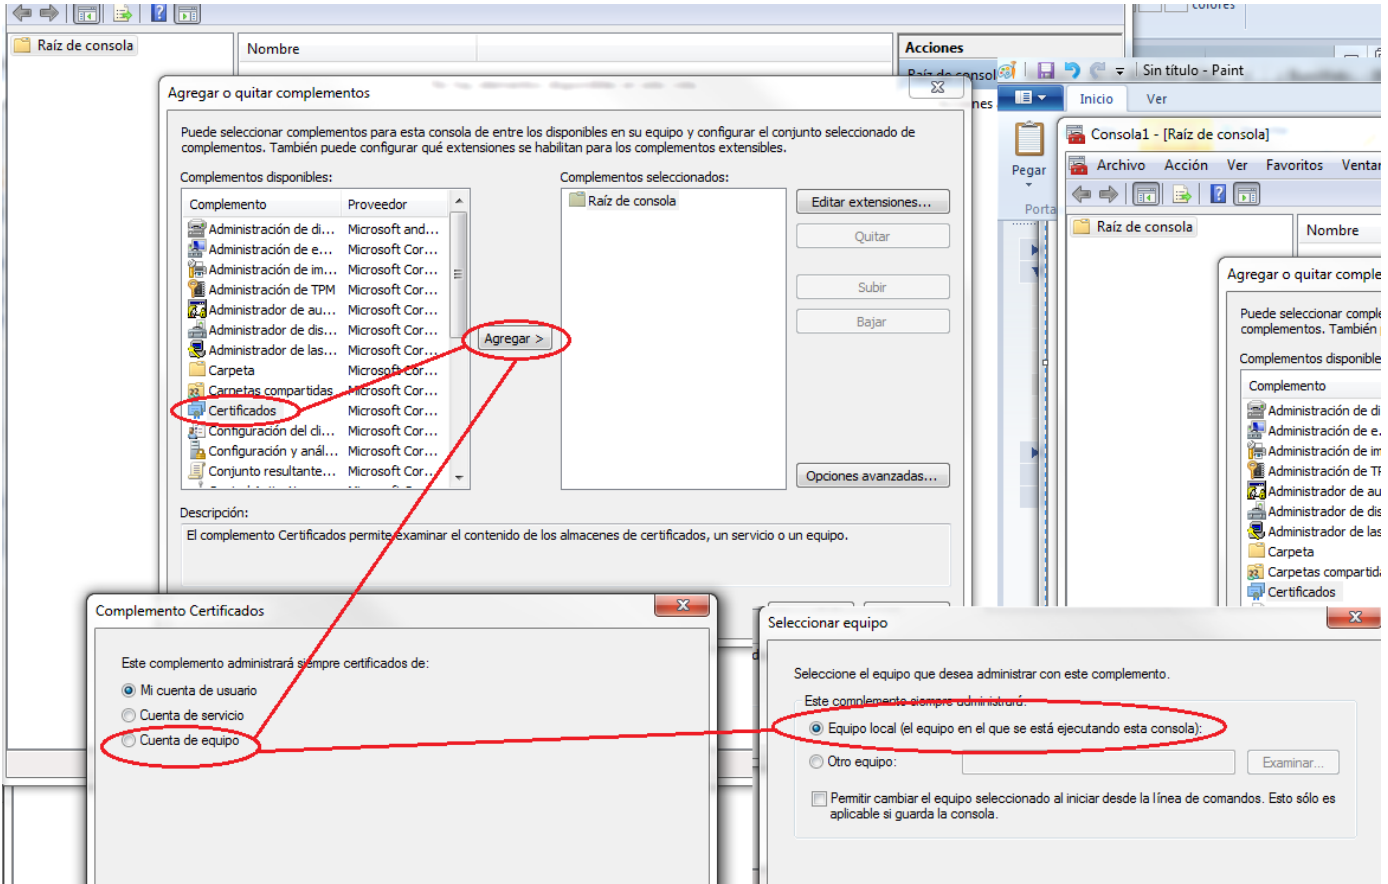 colores
Raíz de consola
Nombre
Acciones
Raíz de consol
nes
Sin título - Paint
Inicio
Ver
Pegar
Porta
Agregar o quitar complementos
Puede seleccionar complementos para esta consola de entre los disponibles en su equipo y configurar el conjunto seleccionado de
complementos. También puede configurar qué extensiones se habilitan para los complementos extensibles.
Complementos disponibles:
Complemento Proveedor
Administración de di... Microsoft and...
Administración de e... Microsoft Cor...
Administración de im... Microsoft Cor...
Administración de TPM Microsoft Cor...
Administrador de au... Microsoft Cor...
Administrador de dis... Microsoft Cor...
Administrador de las... Microsoft Cor...
Carpeta Microsoft Cor...
Carpetas compartidas Microsoft Cor...
Certificados Microsoft Cor...
Configuración del di... Microsoft Cor...
Configuración y anál... Microsoft Cor...
Conjunto resultante... Microsoft Cor...
Agregar >
Complementos seleccionados:
Raíz de consola
Editar extensiones...
Quitar
Subir
Bajar
Opciones avanzadas...
Descripción:
El complemento Certificados permite examinar el contenido de los almacenes de certificados, un servicio o un equipo.
Consola1 - [Raíz de consola]
Archivo Acción Ver Favoritos Ventan
Raíz de consola
Nombre
Agregar o quitar comple
Puede seleccionar comple
complementos. También
Complementos disponible
Complemento
Administración de di
Administración de e.
Administración de im
Administración de TP
Administrador de au
Administrador de dis
Administrador de las
Carpeta
Carpetas compartida
Certificados
Complemento Certificados
Este complemento administrará siempre certificados de:
Mi cuenta de usuario
Cuenta de servicio
Cuenta de equipo
Seleccionar equipo
Seleccione el equipo que desea administrar con este complemento.
Este complemento siempre administrará:
Equipo local (el equipo en el que se está ejecutando esta consola):
Otro equipo:
Examinar...
Permitir cambiar el equipo seleccionado al iniciar desde la línea de comandos. Esto sólo es
aplicable si guarda la consola.